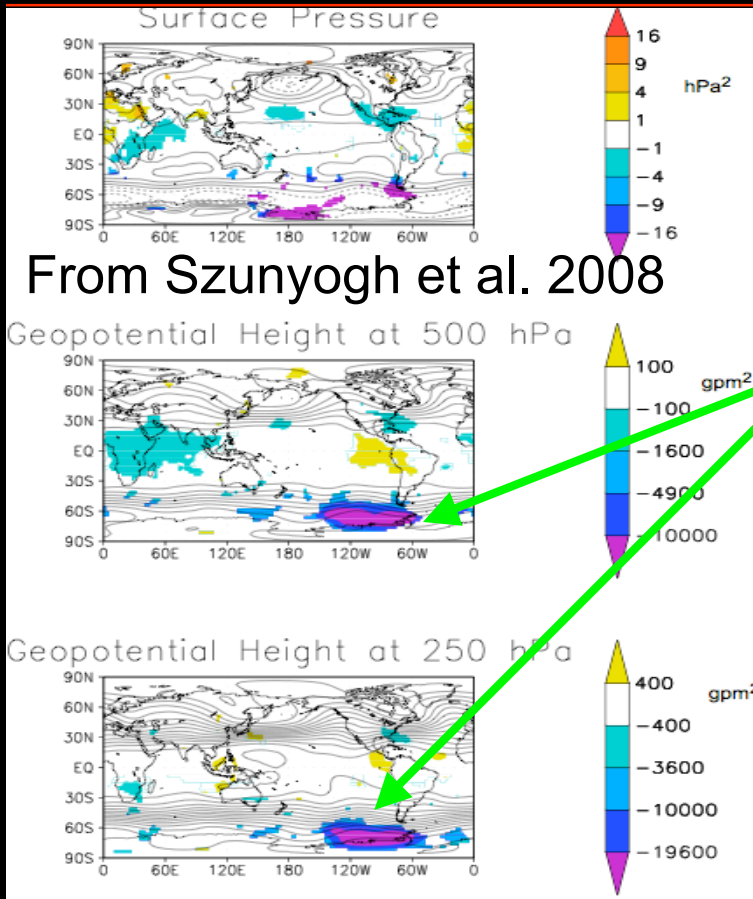 Surface Pressure
90N
60N
30N
EQ
30S
60S
90S
0 60E 120E 180 120W 60W 0
16
9
4
1
-1
-4
-9
-16
hPa²
From Szunyogh et al. 2008
Geopotential Height at 500 hPa
90N
60N
30N
EQ
30S
60S
90S
0 60E 120E 180 120W 60W 0
100
-100
-1600
-4900
-10000
gpm²
Geopotential Height at 250 hPa
90N
60N
30N
EQ
30S
60S
90S
0 60E 120E 180 120W 60W 0
400
-400
-3600
-10000
-19600
gpm²